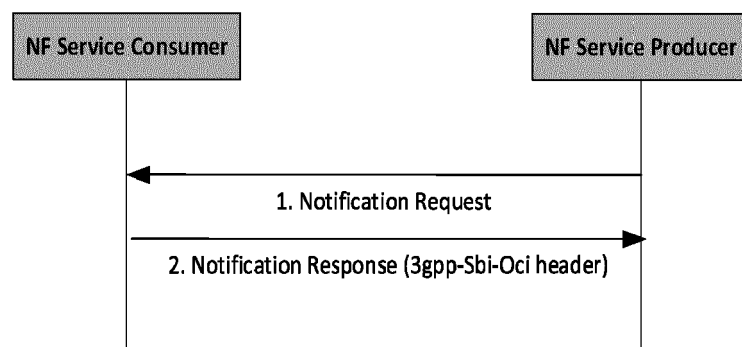 NF Service Consumer
NF Service Producer
1. Notification Request
2. Notification Response (3gpp-Sbi-Oci header)